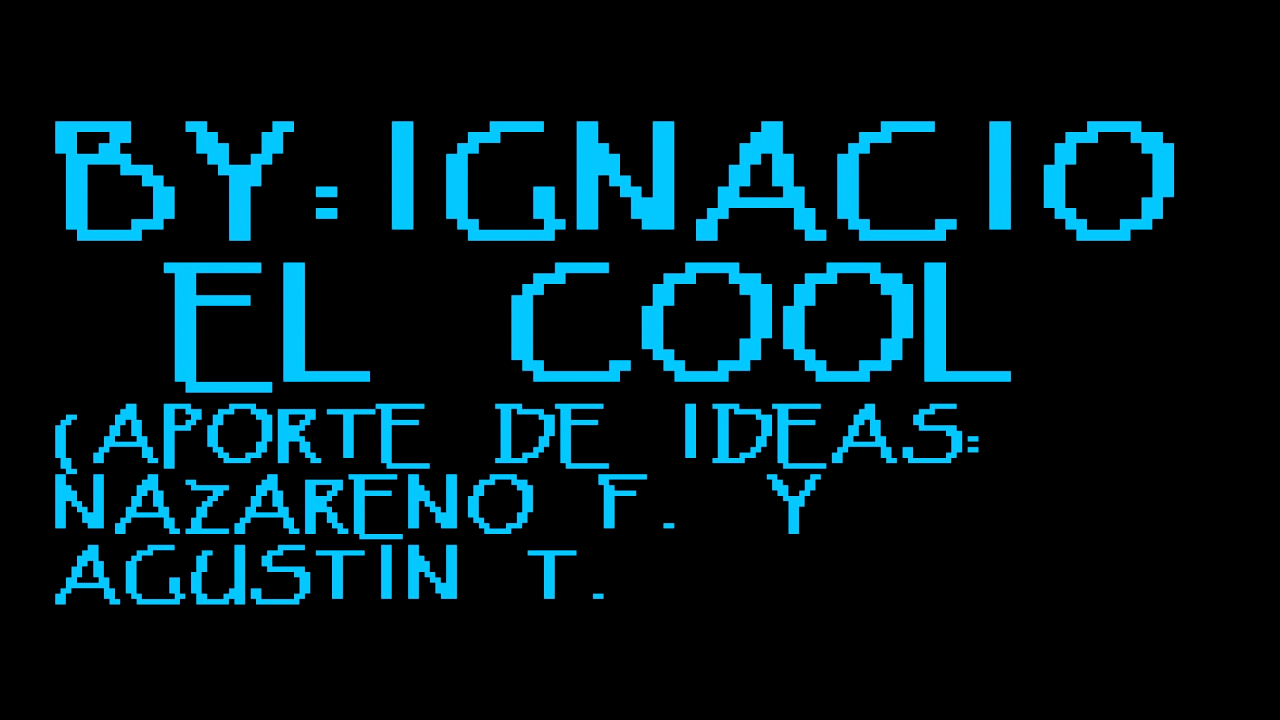 BY:IGNACIO
EL COOL
(APORTE DE IDEAS:
NAZARENO F. Y
AGUSTIN T.